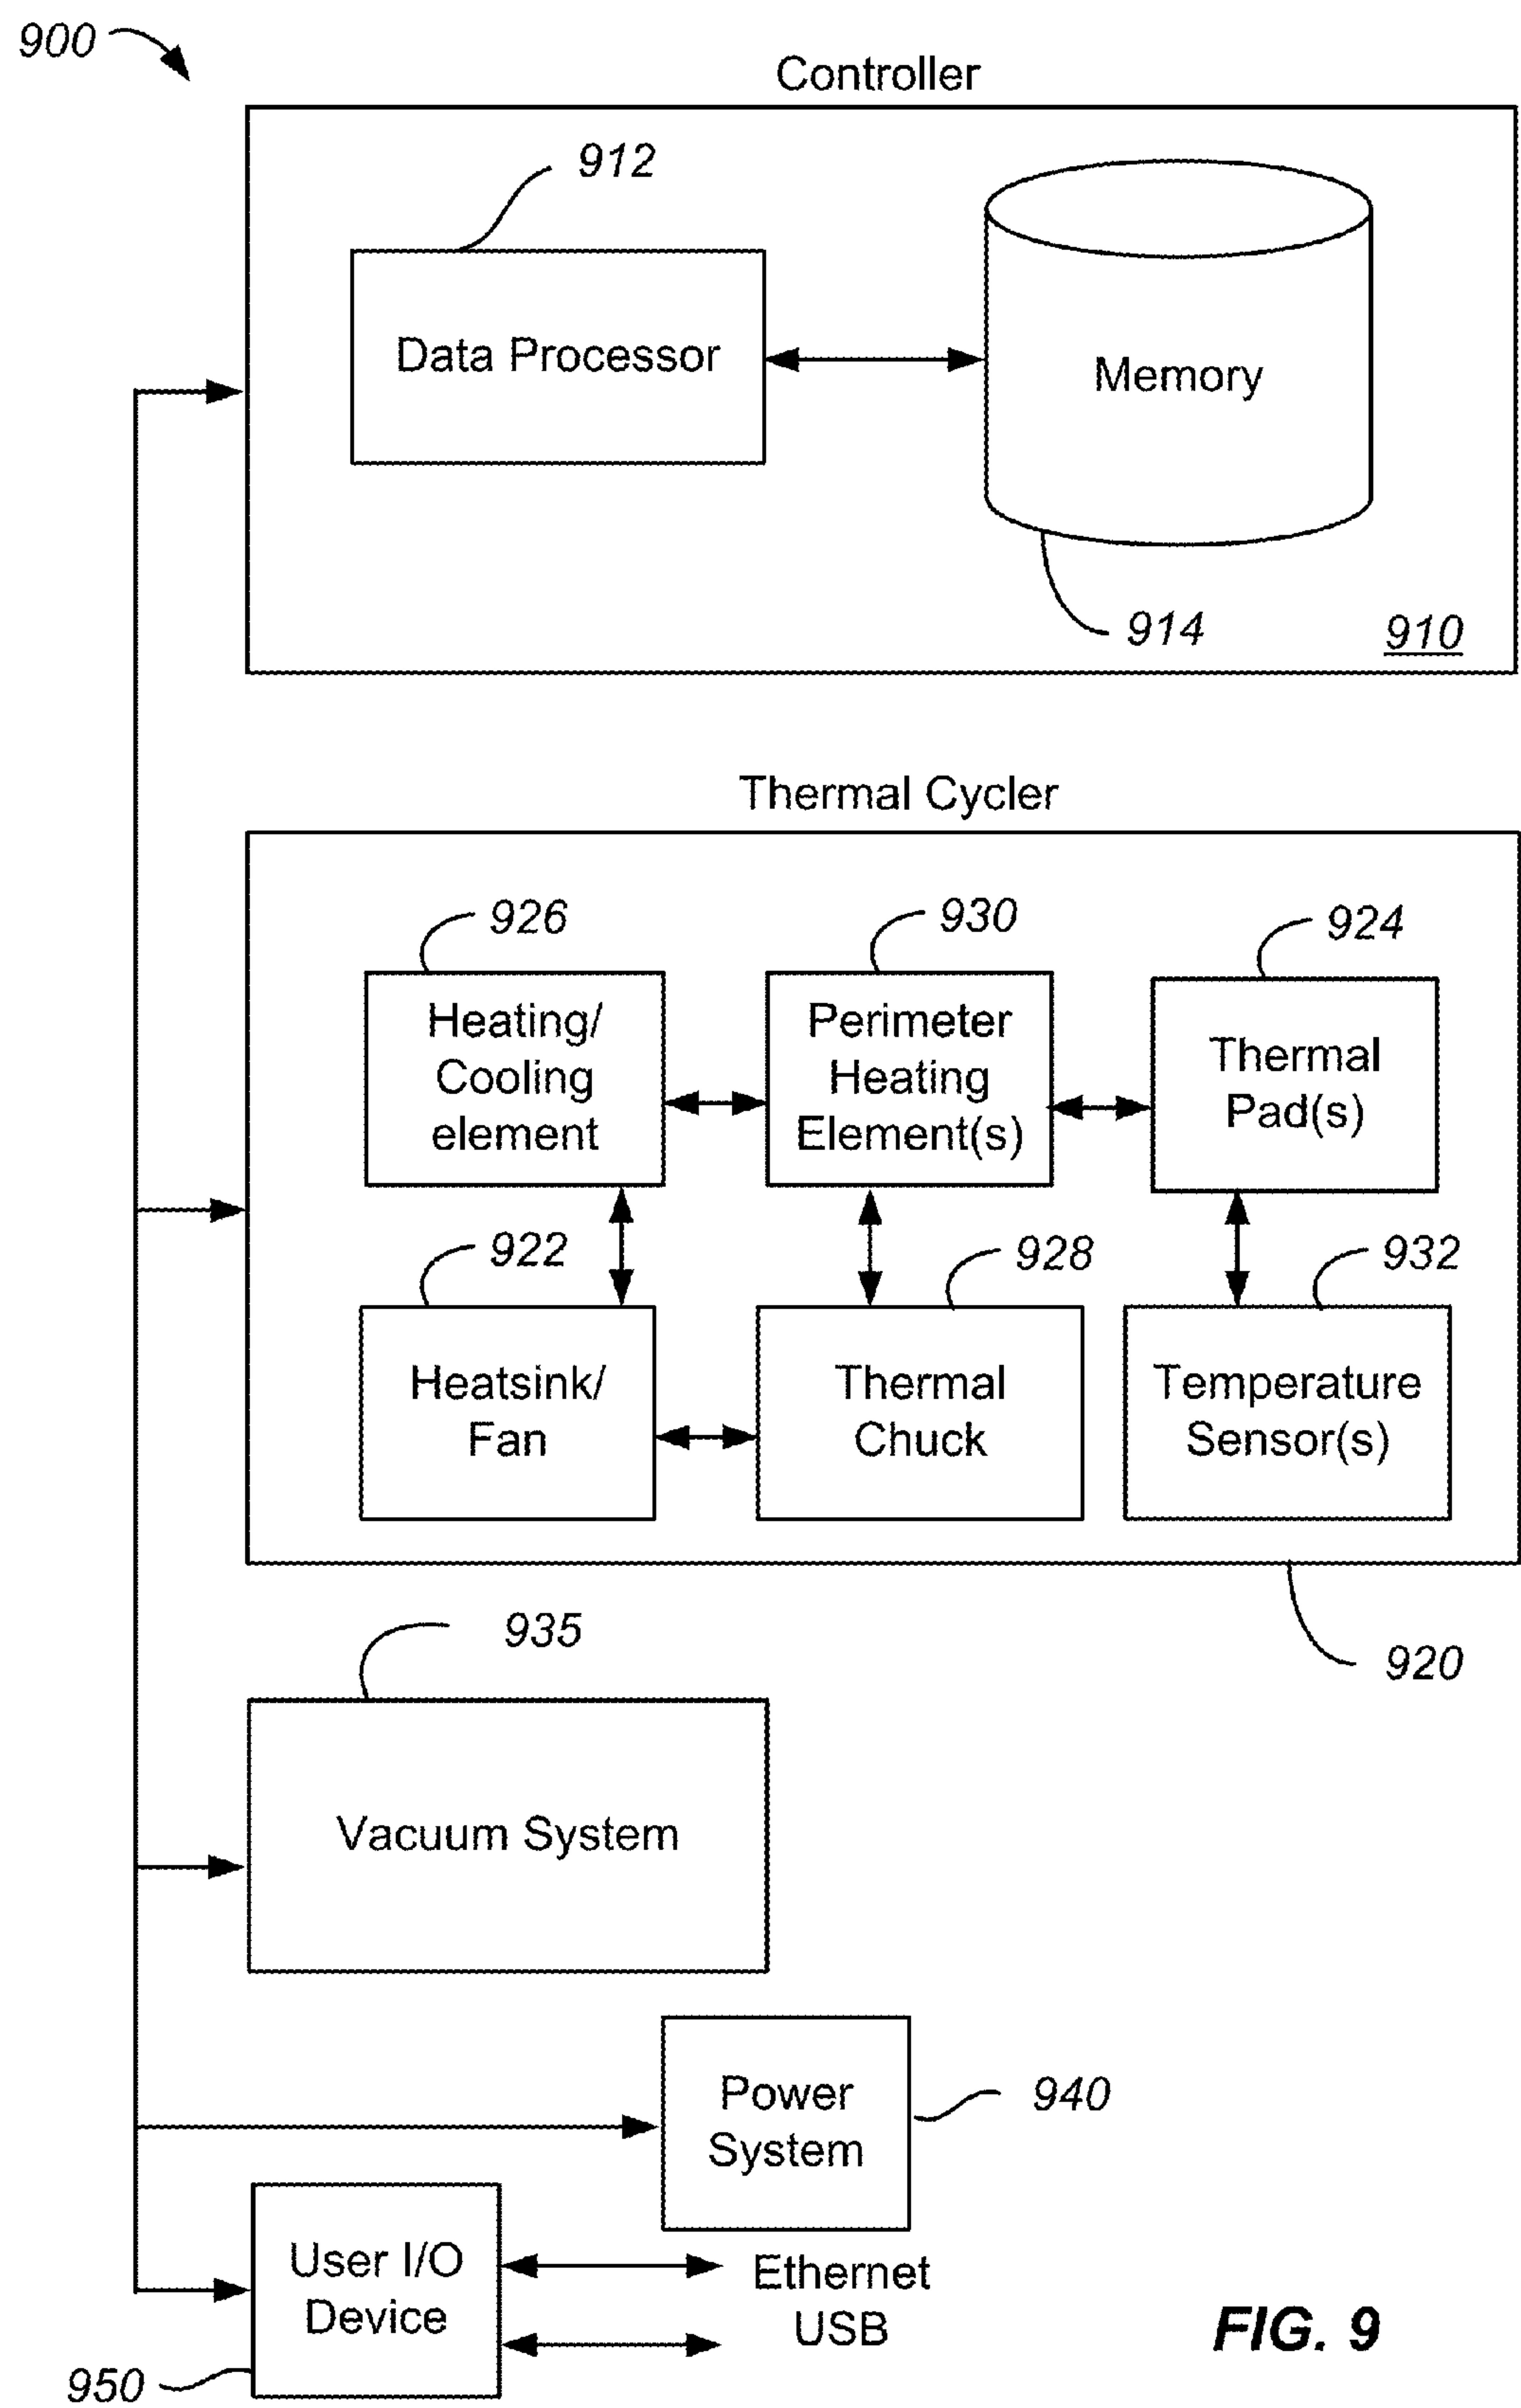 900
Controller
912
Data Processor
Memory
914
910
Thermal Cycler
926
930
924
Heating/
Cooling
element
Perimeter
Heating
Element(s)
Thermal
Pad(s)
922
928
932
Heatsink/
Fan
Thermal
Chuck
Temperature
Sensor(s)
920
935
Vacuum System
Power
System
940
User I/O
Device
Ethernet
USB
950
FIG. 9